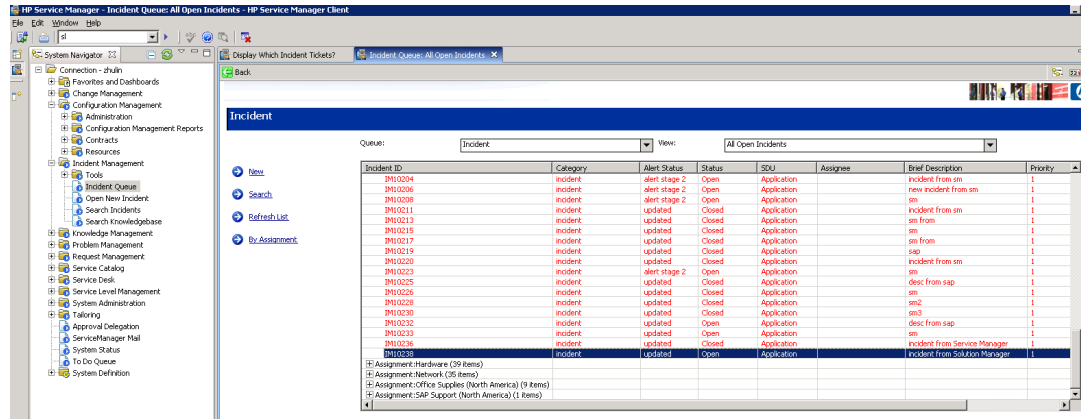 HP Service Manager - Incident Queue: All Open Incidents - HP Service Manager Client
File Edit Window Help
sl
System Navigator
Connection - zhulin
Favorites and Dashboards
Change Management
Configuration Management
Administration
Configuration Management Reports
Contracts
Resources
Incident Management
Tools
Incident Queue
Open New Incident
Search Incidents
Search Knowledgebase
Knowledge Management
Problem Management
Request Management
Service Catalog
Service Desk
Service Level Management
System Administration
Tailoring
Approval Delegation
ServiceManager Mail
System Status
To Do Queue
System Definition
Display Which Incident Tickets? Incident Queue: All Open Incidents
Back
Incident
Queue: Incident View: All Open Incidents
New
Search
Refresh List
By Assignment
Incident ID Category Alert Status Status SDU Assignee Brief Description Priority
IM10204 incident alert stage 2 Open Application incident from sm 1
IM10206 incident alert stage 2 Open Application new incident from sm 1
IM10208 incident alert stage 2 Open Application sm 1
IM10211 incident updated Closed Application incident from sm 1
IM10213 incident updated Closed Application sm from 1
IM10215 incident updated Closed Application sm 1
IM10217 incident updated Closed Application sm from 1
IM10219 incident updated Closed Application sap 1
IM10220 incident updated Closed Application incident from sm 1
IM10223 incident alert stage 2 Open Application sm 1
IM10225 incident updated Closed Application desc from sap 1
IM10226 incident updated Closed Application sm 1
IM10228 incident updated Closed Application sm2 1
IM10230 incident updated Closed Application sm3 1
IM10232 incident updated Open Application desc from sap 1
IM10233 incident updated Open Application sm 1
IM10236 incident updated Closed Application incident from Service Manager 1
IM10238 incident updated Open Application incident from Solution Manager 1
Assignment:Hardware (39 items)
Assignment:Network (35 items)
Assignment:Office Supplies (North America) (9 items)
Assignment:SAP Support (North America) (1 items)